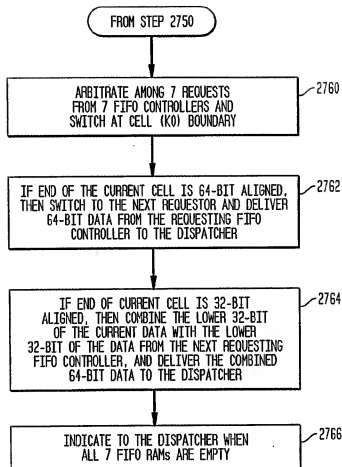 FROM STEP 2750
ARBITRATE AMONG 7 REQUESTS
FROM 7 FIFO CONTROLLERS AND
SWITCH AT CELL (K0) BOUNDARY
2760
IF END OF THE CURRENT CELL IS 64-BIT ALIGNED,
THEN SWITCH TO THE NEXT REQUESTOR AND DELIVER
64-BIT DATA FROM THE REQUESTING FIFO
CONTROLLER TO THE DISPATCHER
2762
IF END OF CURRENT CELL IS 32-BIT
ALIGNED, THEN COMBINE THE LOWER 32-BIT
OF THE CURRENT DATA WITH THE LOWER
32-BIT OF THE DATA FROM THE NEXT REQUESTING
FIFO CONTROLLER, AND DELIVER THE COMBINED
64-BIT DATA TO THE DISPATCHER
2764
INDICATE TO THE DISPATCHER WHEN
ALL 7 FIFO RAMs ARE EMPTY
2766